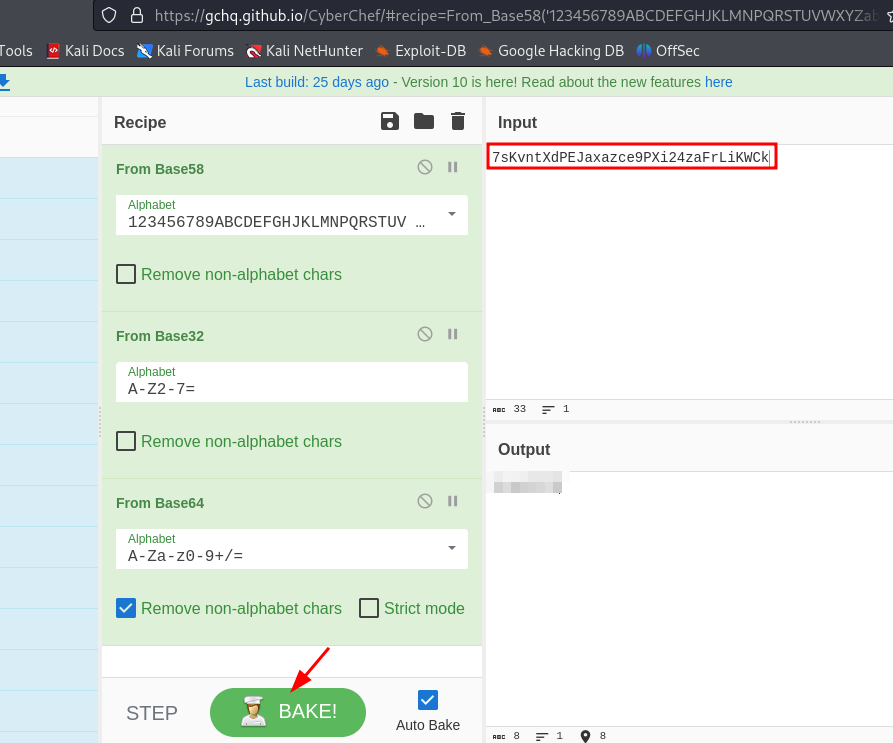 https://gchq.github.io/CyberChef/#recipe=From_Base58('123456789ABCDEFGHJKLMNPQRSTUVWXYZab
Tools Kali Docs Kali Forums Kali NetHunter Exploit-DB Google Hacking DB OffSec
Last build: 25 days ago - Version 10 is here! Read about the new features here
Recipe
Input
7sKvntXdPEJaxazce9PXi24zaFrLiKWCk
From Base58
Alphabet
123456789ABCDEFGHJKLMNPQRSTUV …
Remove non-alphabet chars
From Base32
Alphabet
A-Z2-7=
Remove non-alphabet chars
ABC 33 1
Output
From Base64
Alphabet
A-Za-z0-9+/=
Remove non-alphabet chars Strict mode
STEP
BAKE!
Auto Bake
ABC 8 1 8